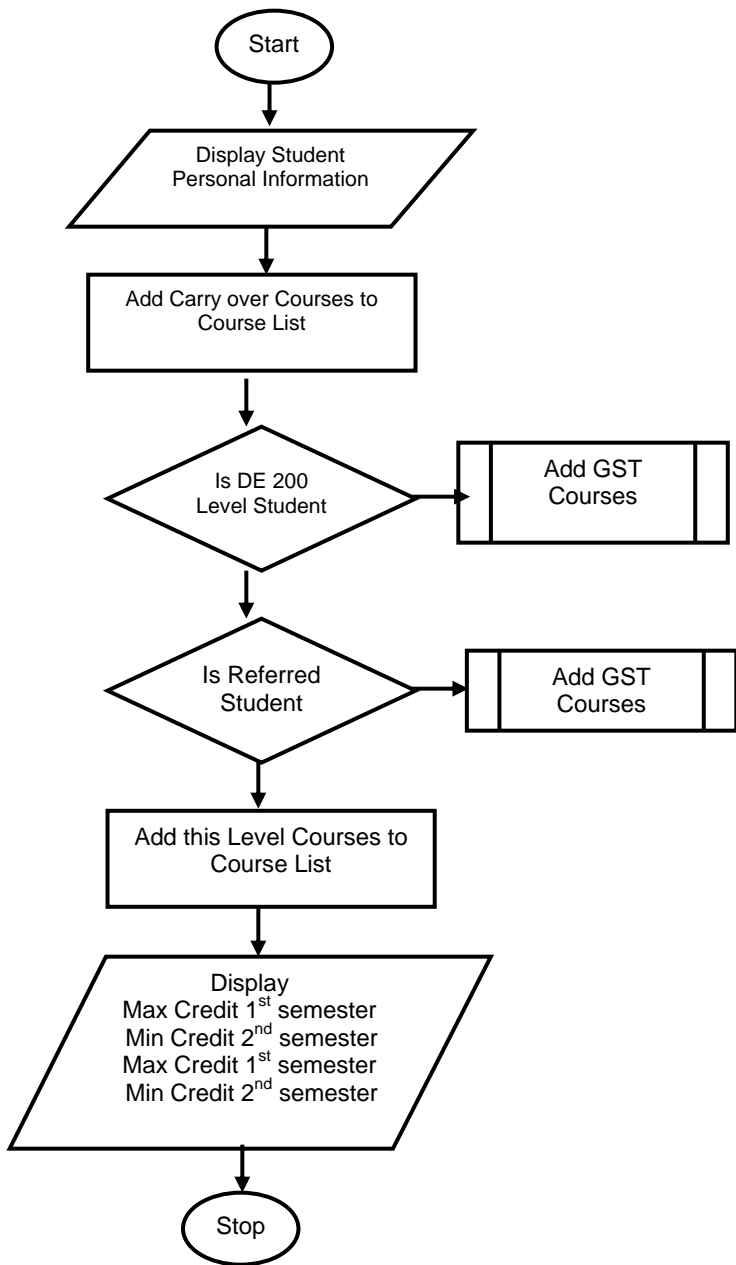 Start
Display Student
Personal Information
Add Carry over Courses to
Course List
Is DE 200
Level Student
Add GST
Courses
Is Referred
Student
Add GST
Courses
Add this Level Courses to
Course List
Display
Max Credit 1st semester
Min Credit 2nd semester
Max Credit 1st semester
Min Credit 2nd semester
Stop